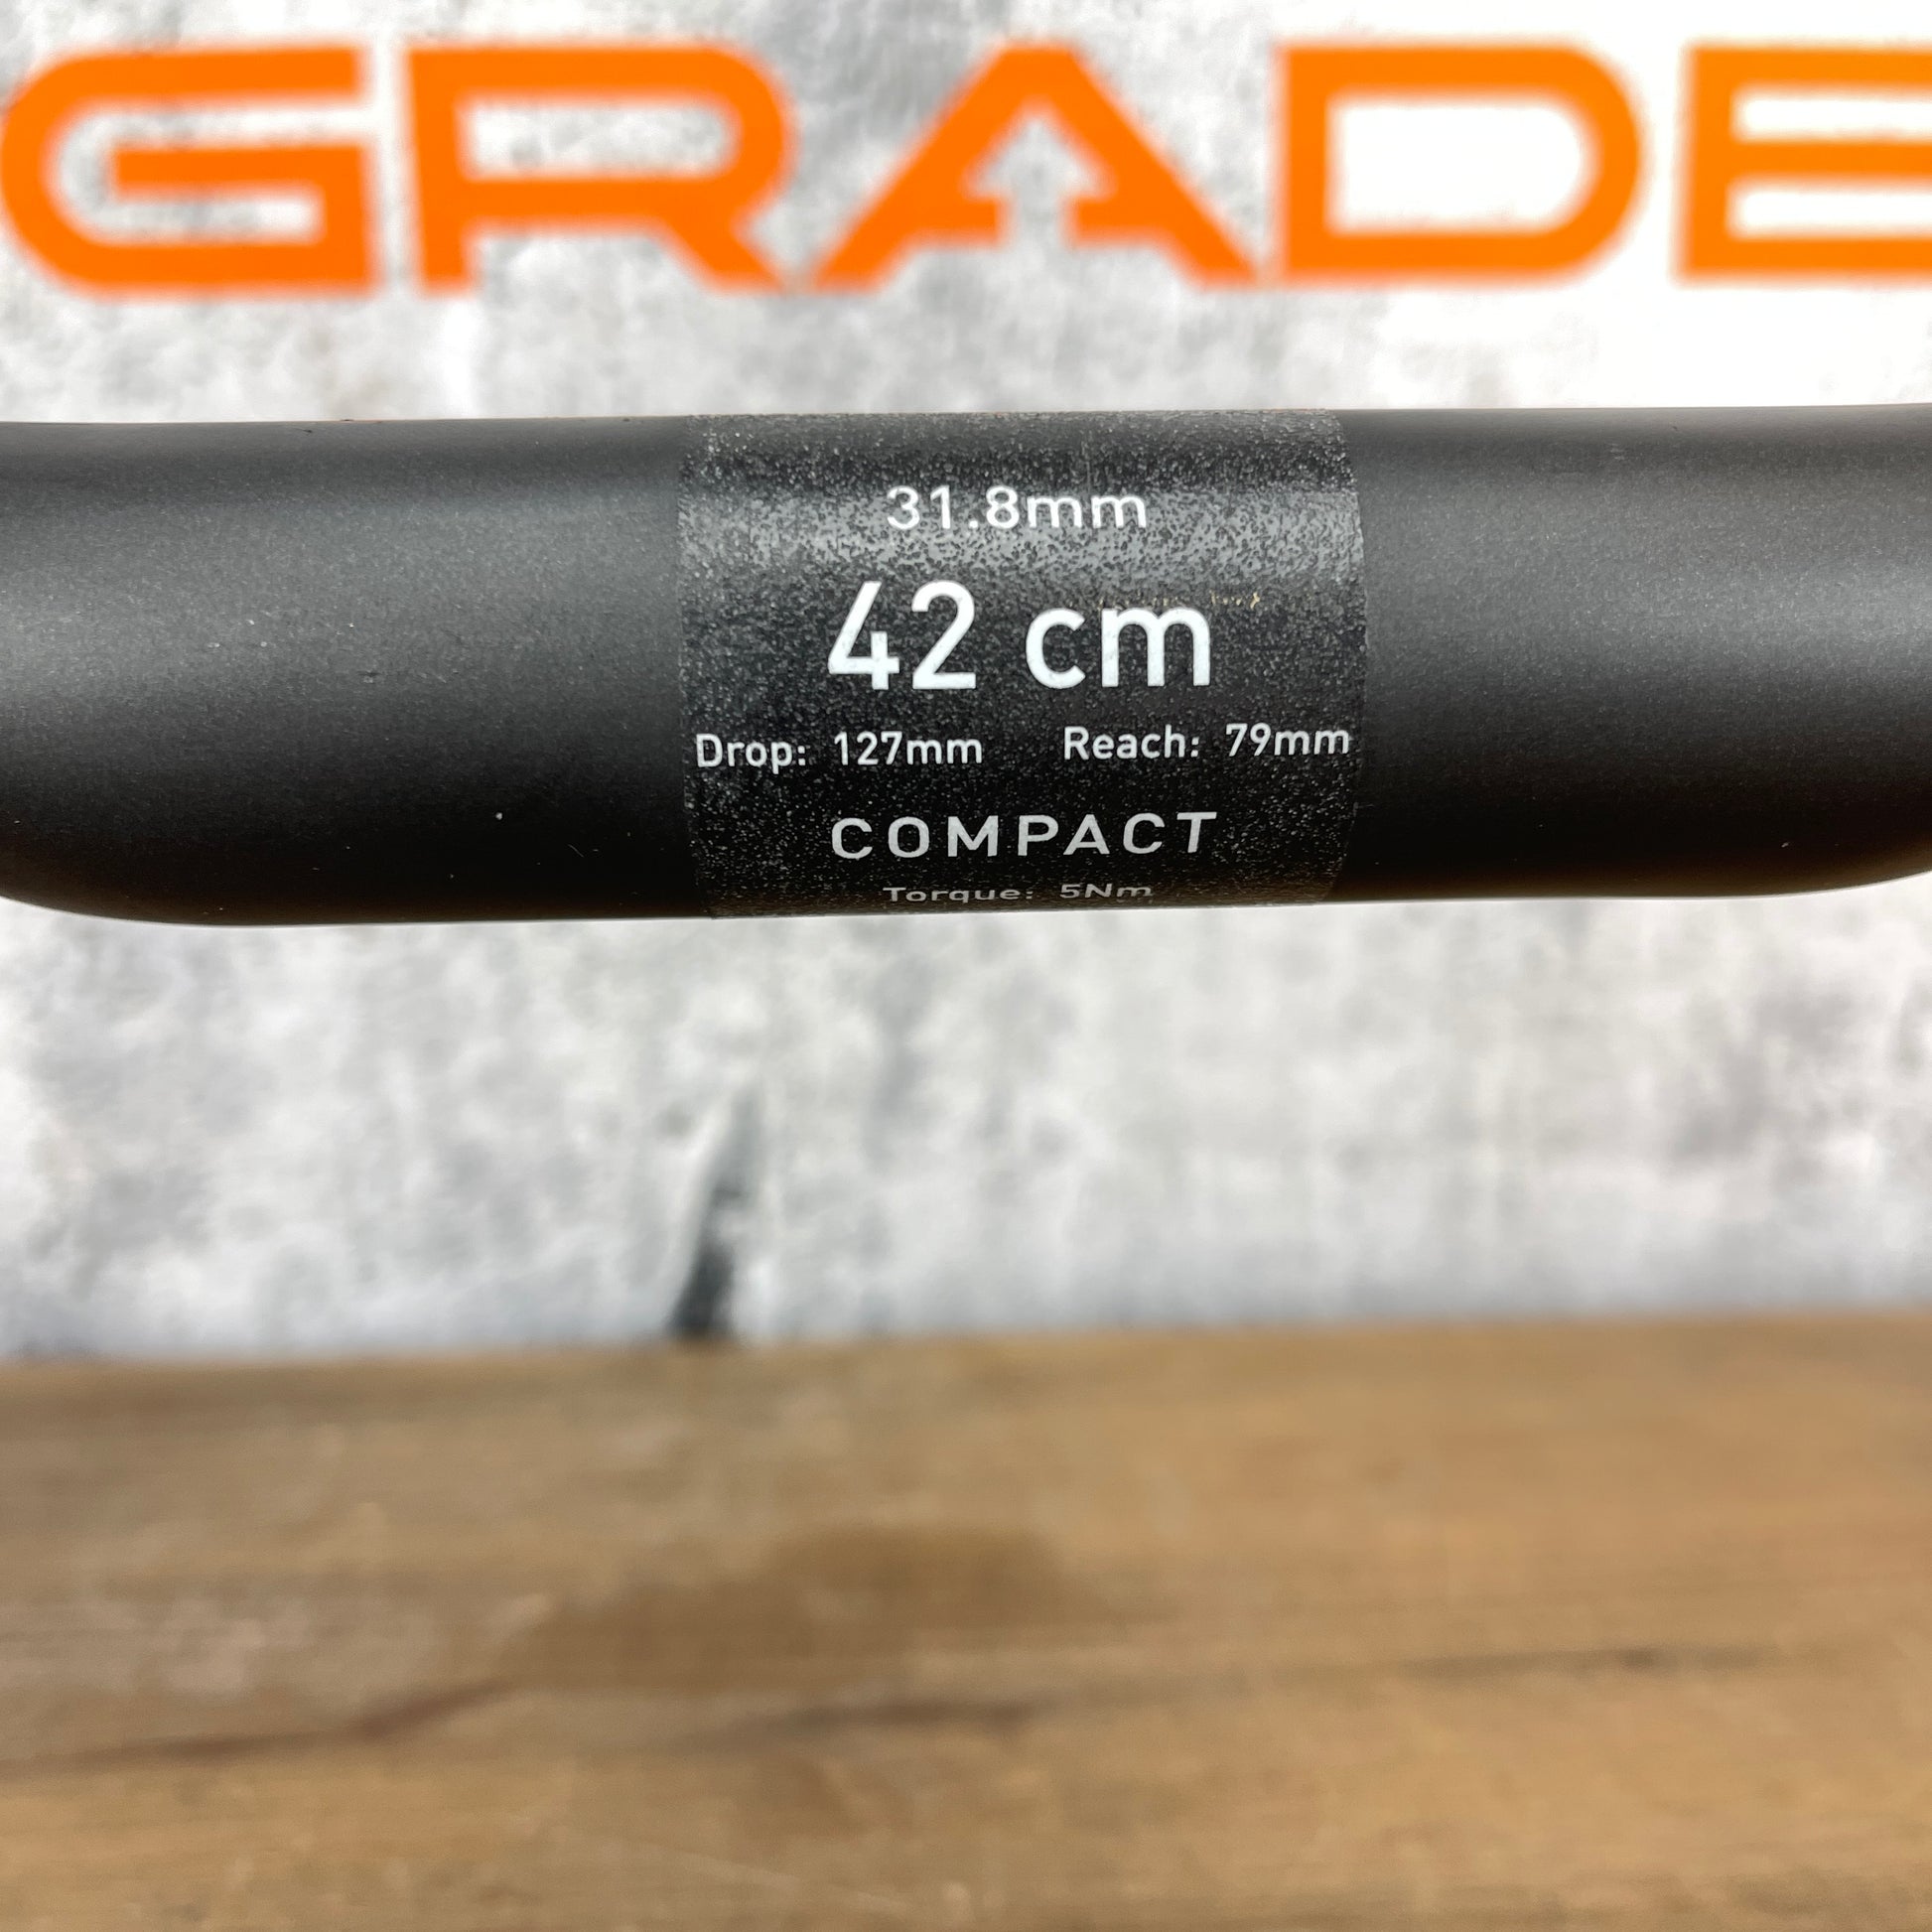 GRADE
31.8mm
42 cm
Drop: 127mm Reach: 79mm
COMPACT
Torque: 5Nm